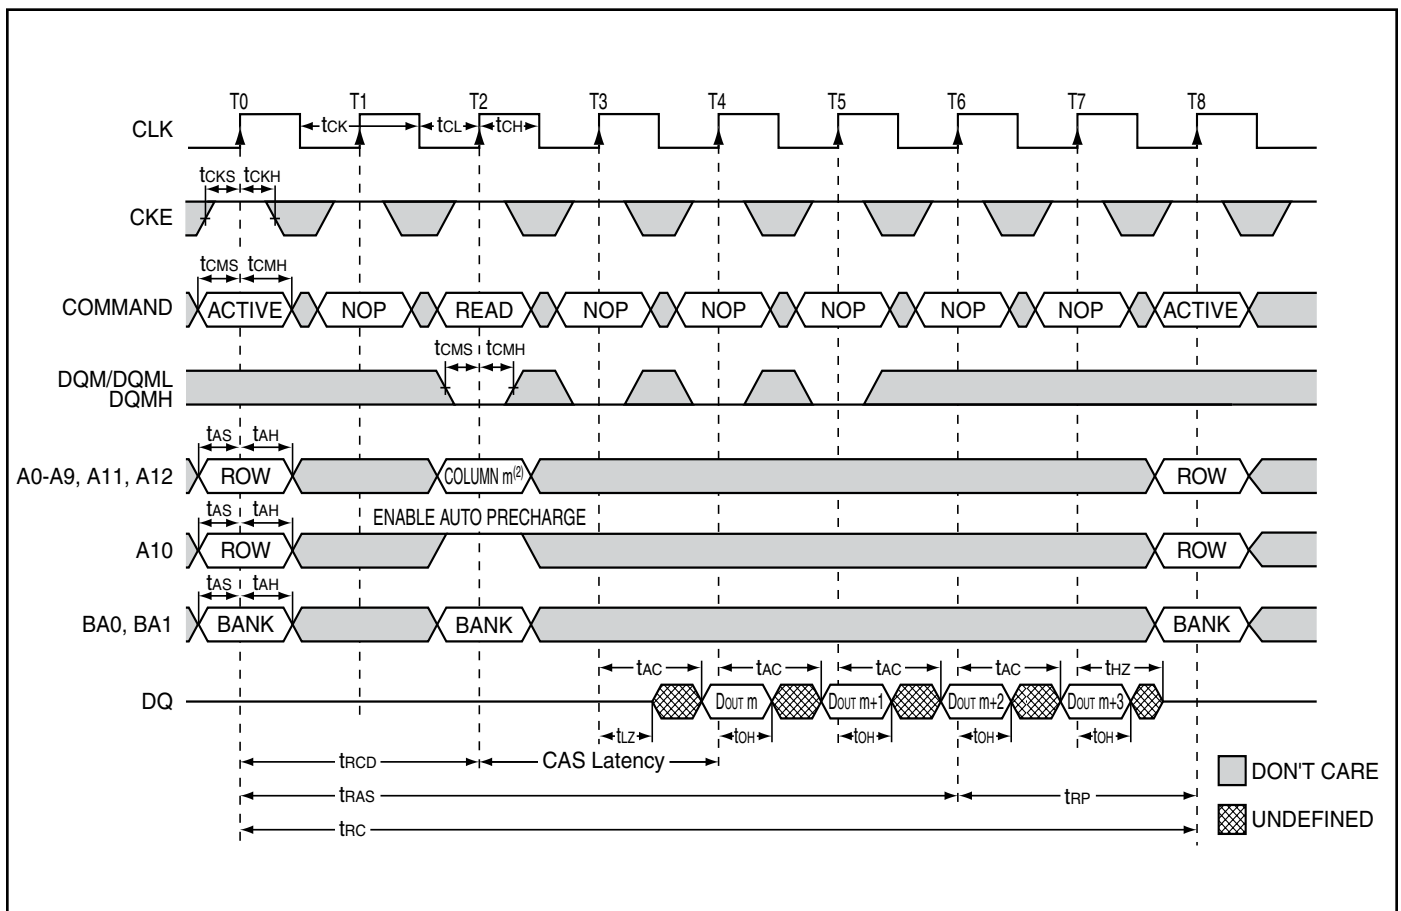 T0 T1 T2 T3 T4 T5 T6 T7 T8
CLK tCK tCL tCH
tCKS tCKH
CKE
tCMS tCMH
COMMAND ACTIVE NOP READ NOP NOP NOP NOP NOP ACTIVE
tCMS tCMH
DQM/DQML
DQMH
tAS tAH
A0-A9, A11, A12 ROW COLUMN m(2) ROW
tAS tAH ENABLE AUTO PRECHARGE
A10 ROW ROW
tAS tAH
BA0, BA1 BANK BANK BANK
tAC tAC tAC tAC tHZ
DQ DOUT m DOUT m+1 DOUT m+2 DOUT m+3
tLZ tOH tOH tOH tOH
tRCD CAS Latency
DON'T CARE
tRAS tRP
UNDEFINED
tRC